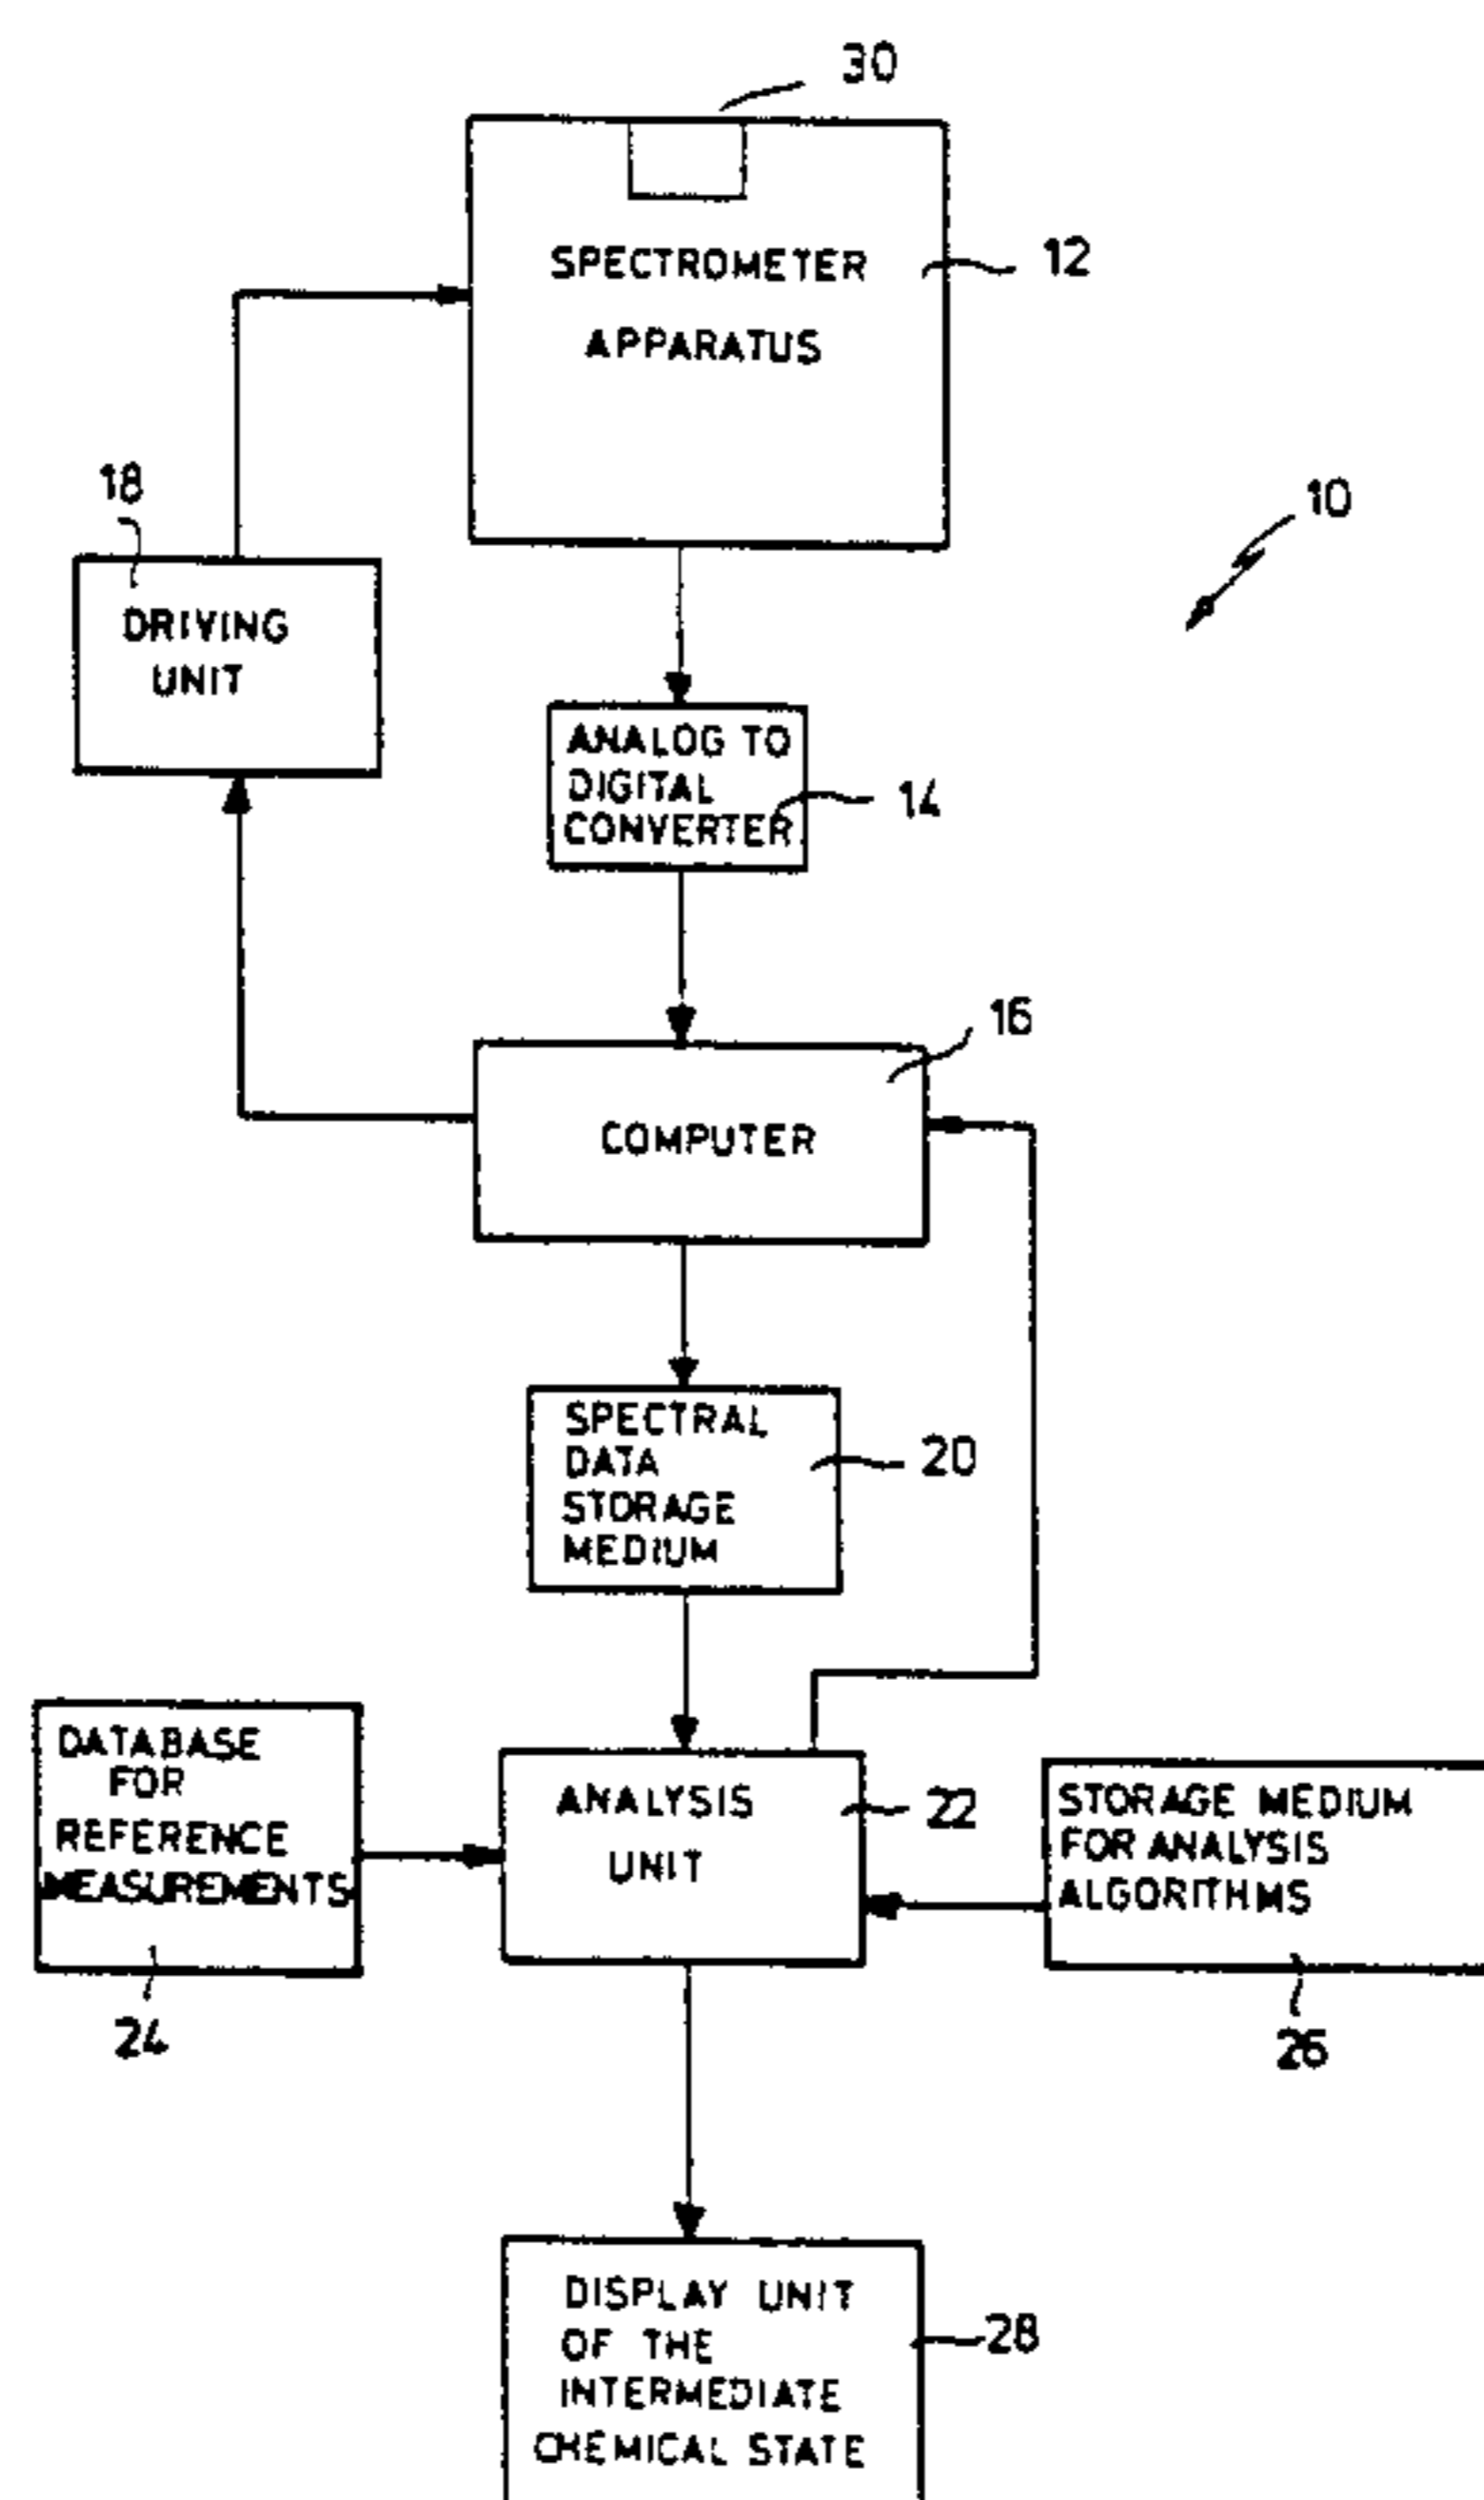 30
SPECTROMETER
12
APPARATUS
18
10
DRIVING
UNIT
ANALOG TO
DIGITAL
14
CONVERTER
16
COMPUTER
SPECTRAL
20
DATA
STORAGE
MEDIUM
DATABASE
FOR
REFERENCE
MEASUREMENTS
24
ANALYSIS
UNIT
22
STORAGE MEDIUM
FOR ANALYSIS
ALGORITHMS
26
DISPLAY UNIT
OF THE
28
INTERMEDIATE
CHEMICAL STATE